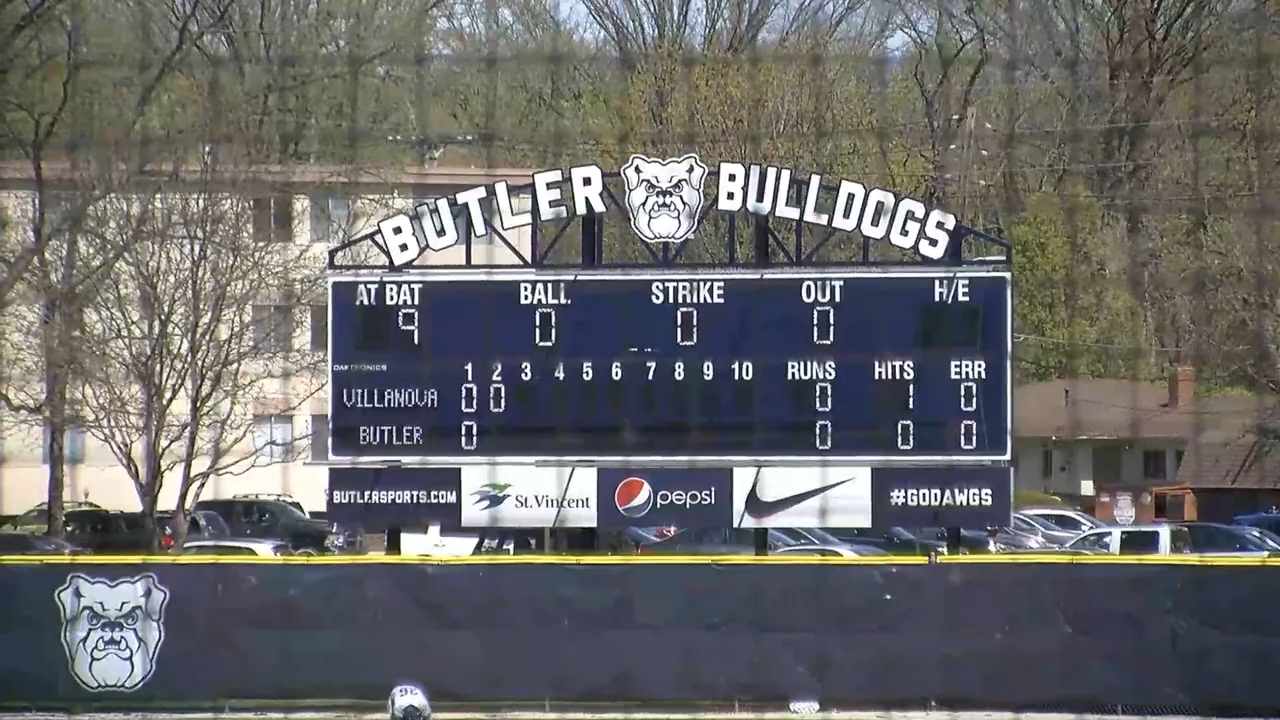 BUTLER BULLDOGS
AT BAT BALL STRIKE OUT H/E
9 0 0 0
DAKTRONICS 1 2 3 4 5 6 7 8 9 10 RUNS HITS ERR
VILLANOVA 0 0 0 1 0
BUTLER 0 0 0 0
BUTLERSPORTS.COM St.Vincent pepsi #GODAWGS